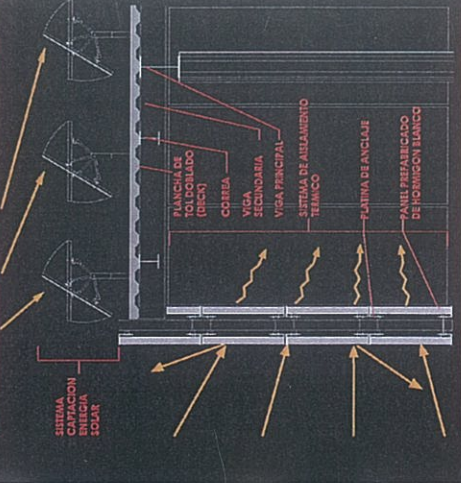 SISTEMA
CAPTACION
ENERGIA
SOLAR
PLANCHA DE
TOL DOBLADO
(DECK)
CORREA
VIGA
SECUNDARIA
VIGA PRINCIPAL
SISTEMA DE AISLAMIENTO
TERMICO
PLATINA DE ANCLAJE
PANEL PREFABRICADO
DE HORMIGON BLANCO